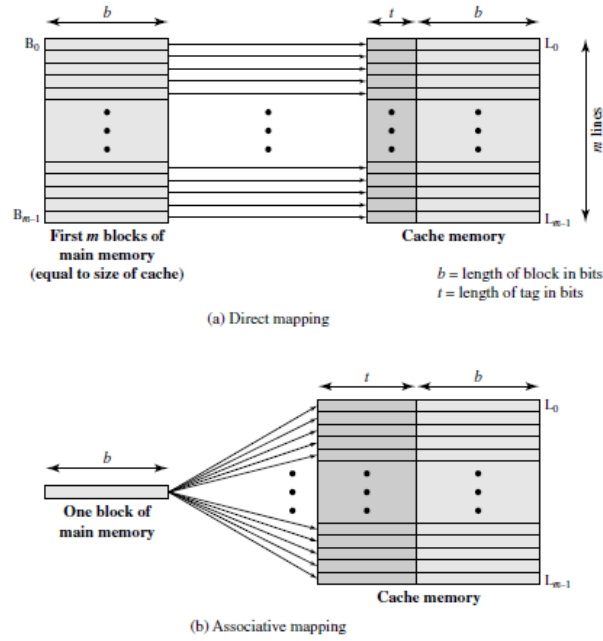 b
t
b
B0
L0
m lines
Bm–1
Lm–1
First m blocks of
main memory
(equal to size of cache)
Cache memory
b = length of block in bits
t = length of tag in bits
(a) Direct mapping
t
b
L0
b
One block of
main memory
Lm–1
Cache memory
(b) Associative mapping